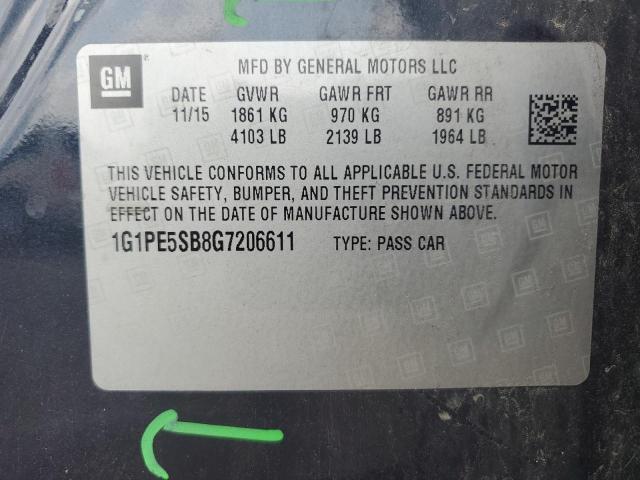 GM
MFD BY GENERAL MOTORS LLC
DATE GVWR GAWR FRT GAWR RR
11/15 1861 KG 970 KG 891 KG
4103 LB 2139 LB 1964 LB
THIS VEHICLE CONFORMS TO ALL APPLICABLE U.S. FEDERAL MOTOR
VEHICLE SAFETY, BUMPER, AND THEFT PREVENTION STANDARDS IN
EFFECT ON THE DATE OF MANUFACTURE SHOWN ABOVE.
1G1PE5SB8G7206611 TYPE: PASS CAR